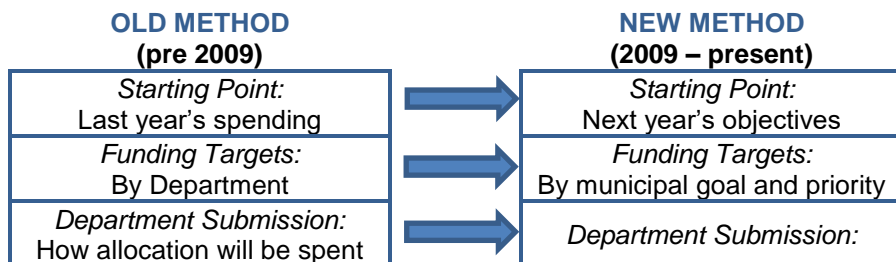 OLD METHOD
(pre 2009)
Starting Point:
Last year's spending
Funding Targets:
By Department
Department Submission:
How allocation will be spent
NEW METHOD
(2009 – present)
Starting Point:
Next year's objectives
Funding Targets:
By municipal goal and priority
Department Submission: